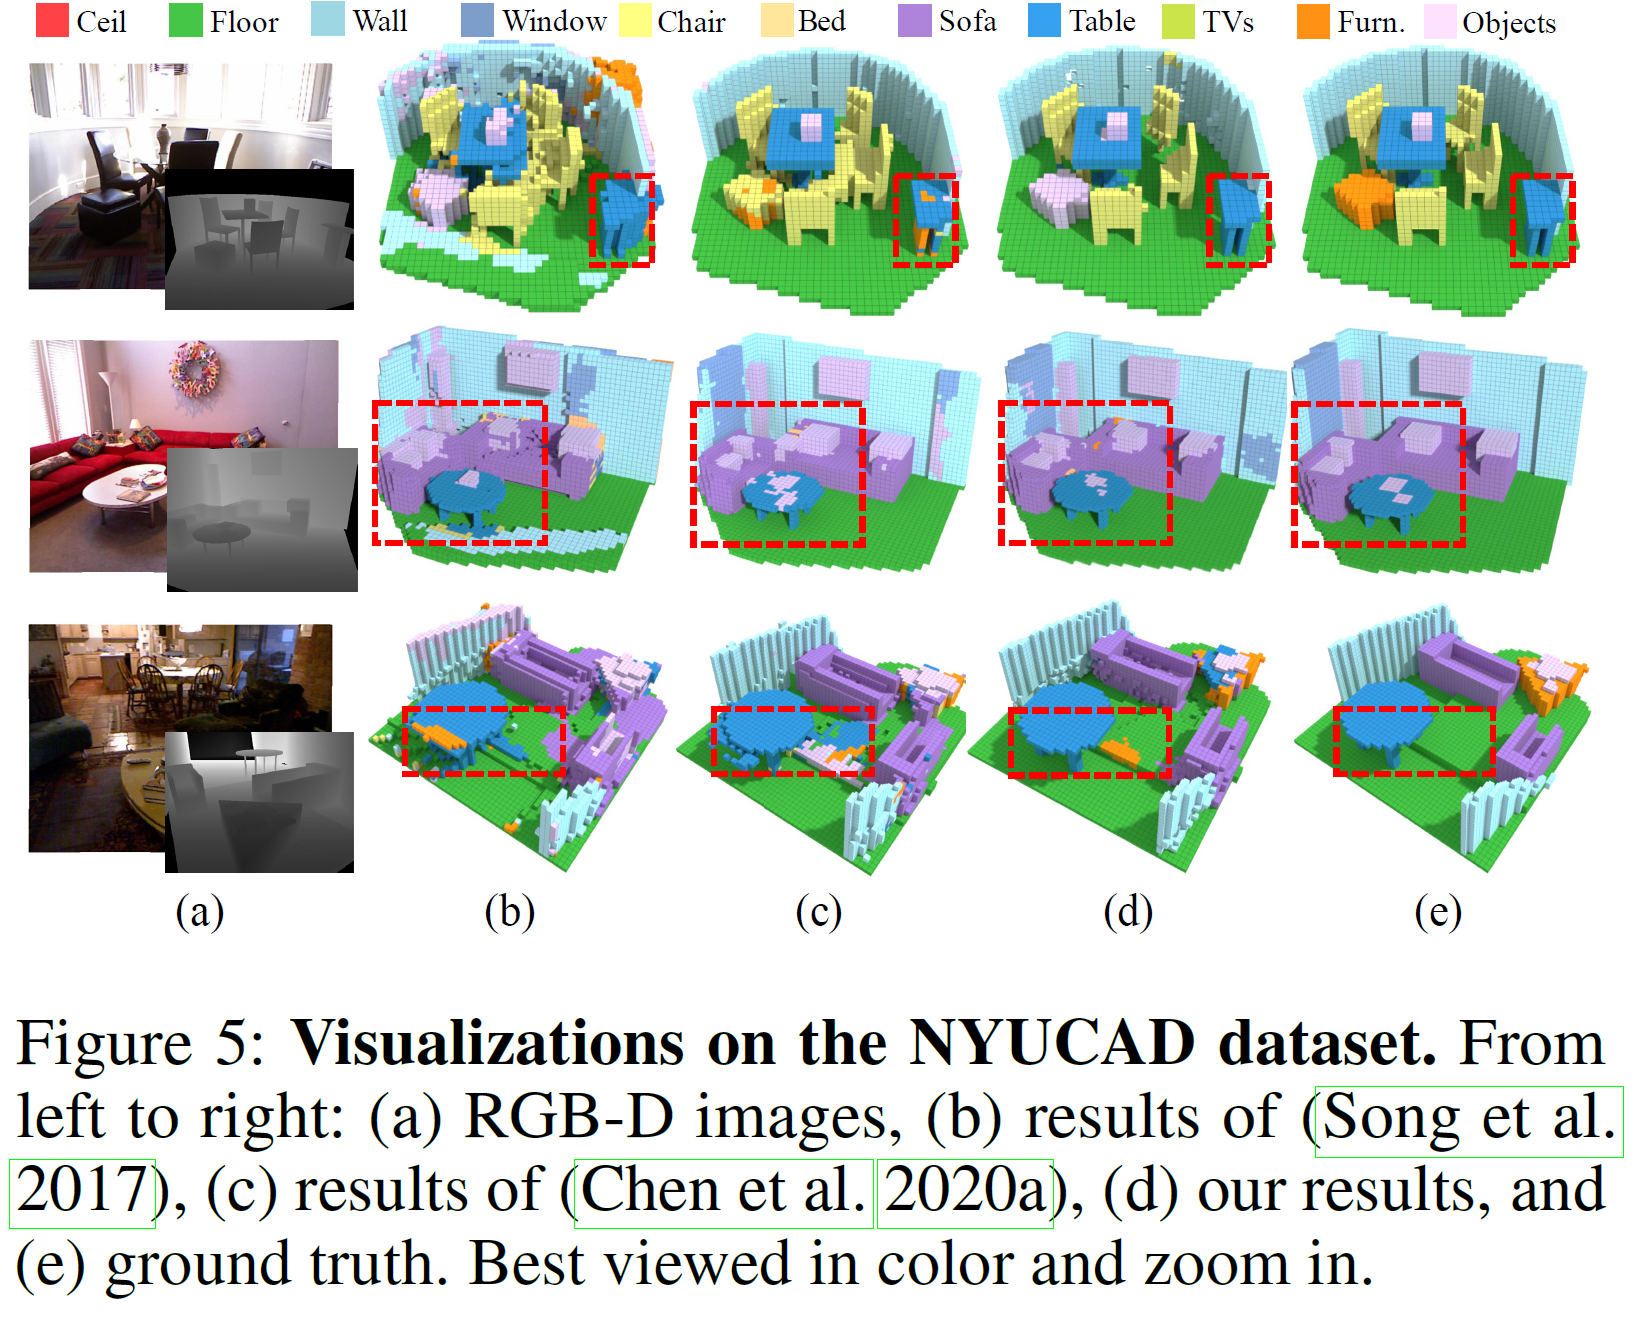 Ceil Floor Wall Window Chair Bed Sofa Table TVs Furn. Objects
(a) (b) (c) (d) (e)
Figure 5: Visualizations on the NYUCAD dataset. From
left to right: (a) RGB-D images, (b) results of (Song et al.
2017), (c) results of (Chen et al. 2020a), (d) our results, and
(e) ground truth. Best viewed in color and zoom in.